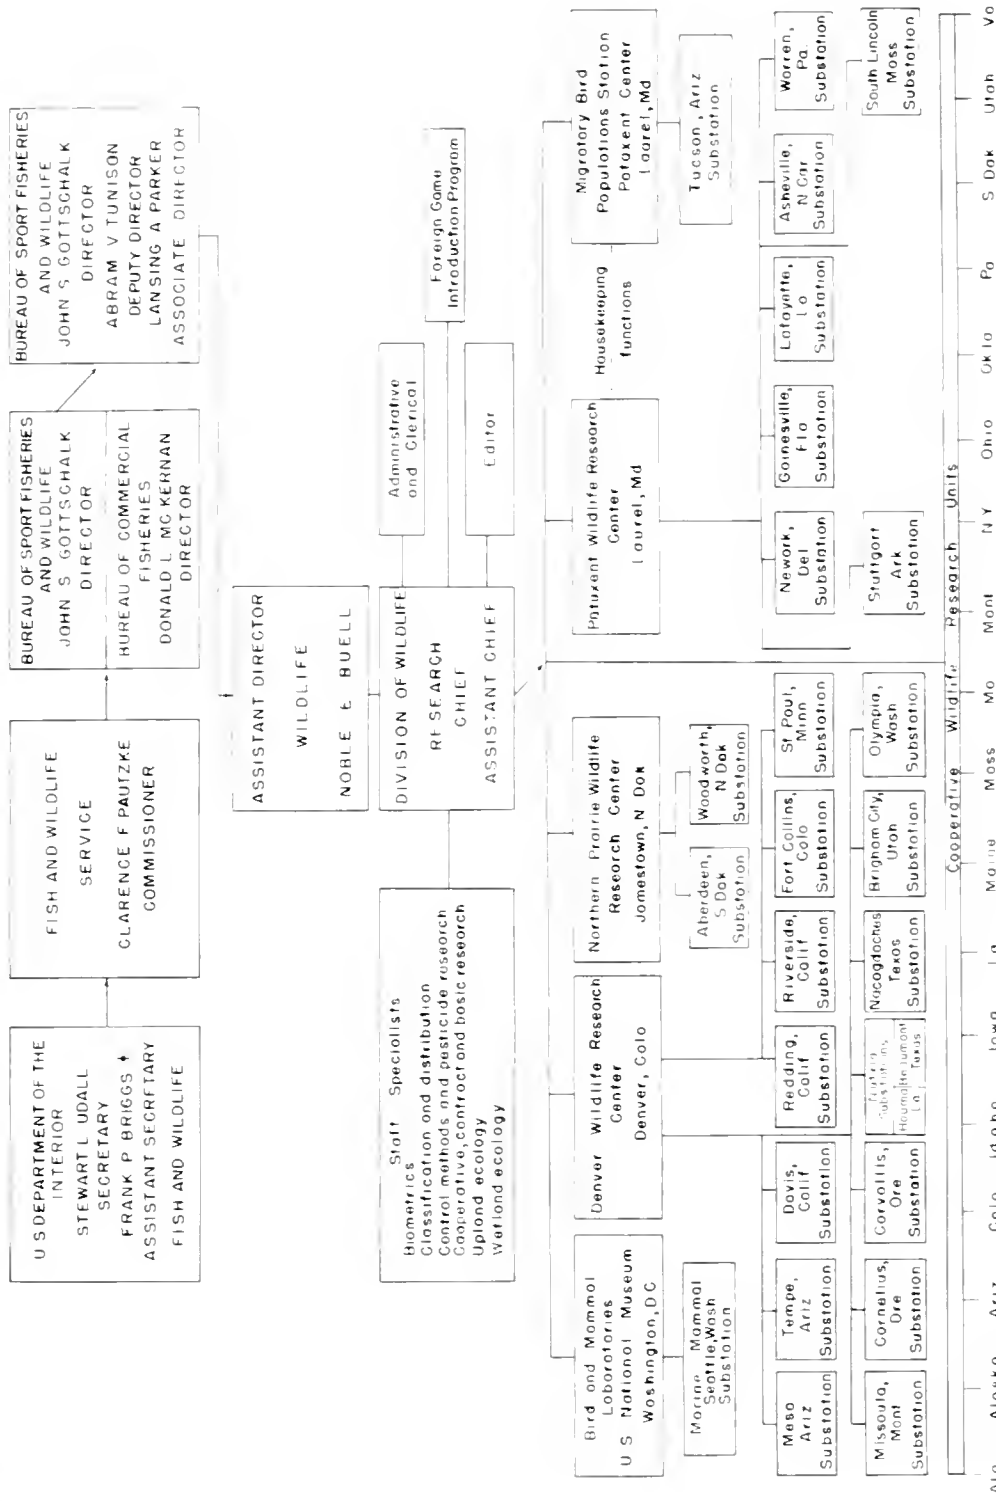 U S DEPARTMENT OF THE
INTERIOR
STEWART L UDALL
SECRETARY
FRANK P BRIGGS
ASSISTANT SECRETARY
FISH AND WILDLIFE
FISH AND WILDLIFE
SERVICE
CLARENCE F PAUTZKE
COMMISSIONER
BUREAU OF SPORT FISHERIES
AND WILDLIFE
JOHN S GOTTSCHALK
DIRECTOR
BUREAU OF COMMERCIAL
FISHERIES
DONALD L MC KERNAN
DIRECTOR
BUREAU OF SPORT FISHERIES
AND WILDLIFE
JOHN S GOTTSCHALK
DIRECTOR
ABRAM V TUNISON
DEPUTY DIRECTOR
LANSING A PARKER
ASSOCIATE DIRECTOR
ASSISTANT DIRECTOR
WILDLIFE
NOBLE E BUELL
Staff Specialists
Biometrics
Classification and distribution
Control methods and pesticide research
Cooperative, contract and basic research
Upland ecology
Wetland ecology
DIVISION OF WILDLIFE
RESEARCH
CHIEF
ASSISTANT CHIEF
Administrative
and Clerical
Editor
Foreign Game
Introduction Program
Bird and Mammal
Laboratories
U S National Museum
Washington, DC
Marine Mammal
Seattle, Wash
Substation
Denver Wildlife Research
Center
Denver, Colo
Northern Prairie Wildlife
Research Center
Jamestown, N Dak
Aberdeen,
S Dak
Substation
Woodworth,
N Dak
Substation
Patuxent Wildlife Research
Center
Laurel, Md
Housekeeping
functions
Migratory Bird
Populations Station
Patuxent Center
Laurel, Md
Tucson, Ariz
Substation
Mesa
Ariz
Substation
Tempe,
Ariz
Substation
Davis,
Calif
Substation
Redding,
Calif
Substation
Riverside,
Calif
Substation
Fort Collins,
Colo
Substation
St Paul,
Minn
Substation
Newark,
Del
Substation
Gainesville,
Fla
Substation
Lafayette,
La
Substation
Asheville,
N Car
Substation
Warren,
Pa
Substation
Missoula,
Mont
Substation
Cornelius,
Ore
Substation
Corvallis,
Ore
Substation
Nutria
Substations
Houma
La
Beaumont
Texas
Nacogdoches
Texas
Substation
Brigham City,
Utah
Substation
Olympia,
Wash
Substation
Stuttgart
Ark
Substation
South Lincoln
Mass
Substation
Cooperative Wildlife Research Units
Ala Alaska Ariz Colo Idaho Iowa La Maine Mass Mo Mont N Y Ohio Okla Pa S Dak Utah Va